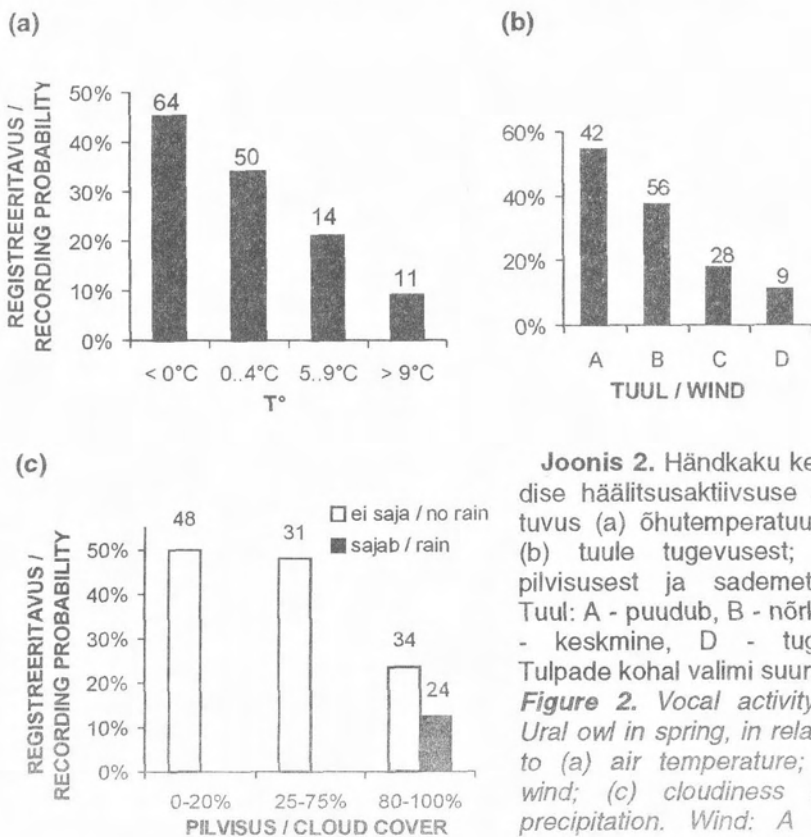 (a)
REGISTREERITAVUS /
RECORDING PROBABILITY
50%
40%
30%
20%
10%
0%
64
50
14
11
< 0°C 0..4°C 5..9°C > 9°C
T°
(b)
60%
40%
20%
0%
42
56
28
9
A B C D
TUUL / WIND
(c)
REGISTREERITAVUS /
RECORDING PROBABILITY
50%
40%
30%
20%
10%
0%
48
31
34
24
ei saja / no rain
sajab / rain
0-20% 25-75% 80-100%
PILVISUS / CLOUD COVER
Joonis 2. Händkaku ke
dise häälitsusaktiivsuse
tuvus (a) õhutemperatuu
(b) tuule tugevusest;
pilvisusest ja sademet
Tuul: A - puudub, B - nõrl
- keskmine, D - tug
Tulpade kohal valimi suur
Figure 2. Vocal activity
Ural owl in spring, in rela
to (a) air temperature;
wind; (c) cloudiness
precipitation. Wind: A